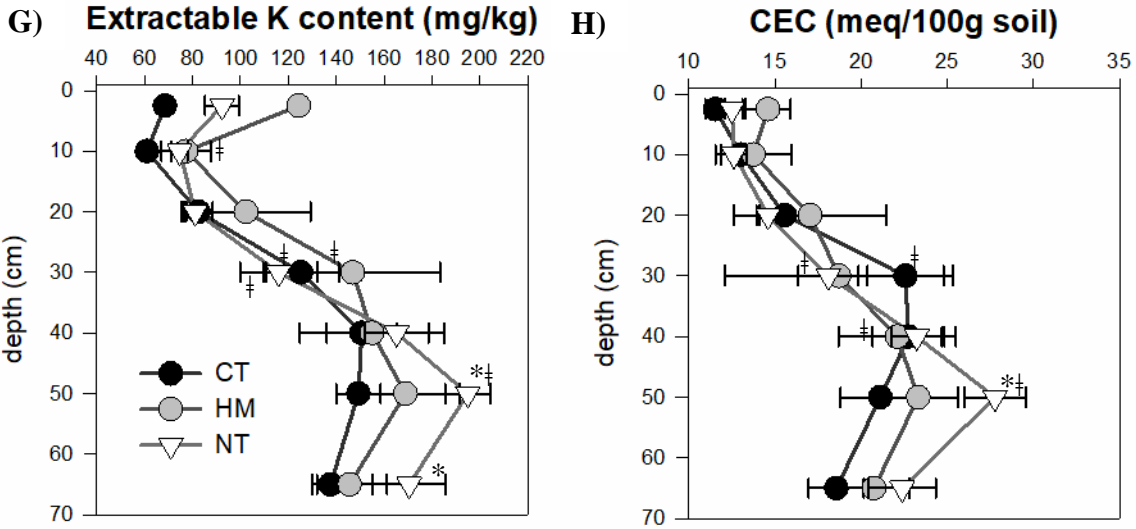 G) Extractable K content (mg/kg)
40 60 80 100 120 140 160 180 200 220
0
10
20
30
40
50
60
70
depth (cm)
‡
‡
‡
‡
*‡
*
CT
HM
NT
H) CEC (meq/100g soil)
10 15 20 25 30 35
0
10
20
30
40
50
60
70
depth (cm)
‡
‡
‡
*‡